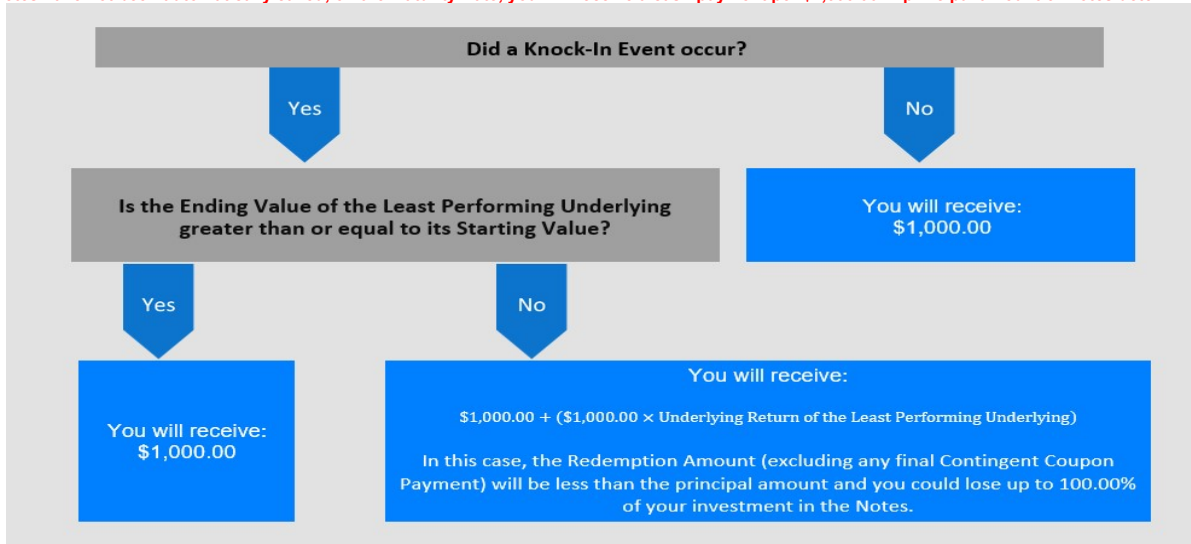 Did a Knock-In Event occur?
Yes
No
Is the Ending Value of the Least Performing Underlying
greater than or equal to its Starting Value?
You will receive:
$1,000.00
Yes
No
You will receive:
$1,000.00
You will receive:
$1,000.00 + ($1,000.00 × Underlying Return of the Least Performing Underlying)
In this case, the Redemption Amount (excluding any final Contingent Coupon
Payment) will be less than the principal amount and you could lose up to 100.00%
of your investment in the Notes.